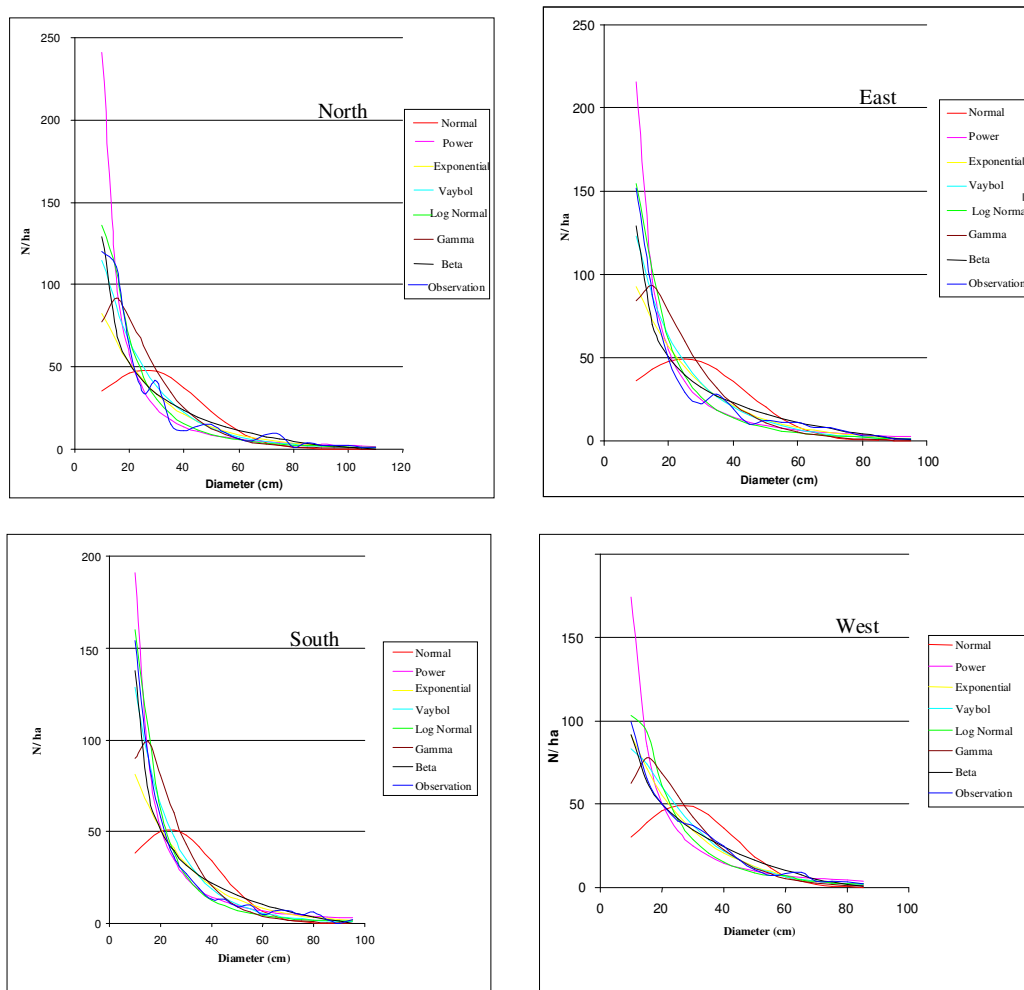 250
200
150
100
50
0
0 20 40 60 80 100 120
N/ ha
Diameter (cm)
North
Normal
Power
Exponential
Vaybol
Log Normal
Gamma
Beta
Observation
250
200
150
100
50
0
0 20 40 60 80 100
N/ ha
Diameter (cm)
East
Normal
Power
Exponential
Vaybol
Log Norma
Gamma
Beta
Observation
200
150
100
50
0
0 20 40 60 80 100
N/ ha
Diameter (cm)
South
Normal
Power
Exponential
Vaybol
Log Normal
Gamma
Beta
Observation
150
100
50
0
0 20 40 60 80 100
N/ ha
Diameter (cm)
West
Normal
Power
Exponential
Vaybol
Log Normal
Gamma
Beta
Observation